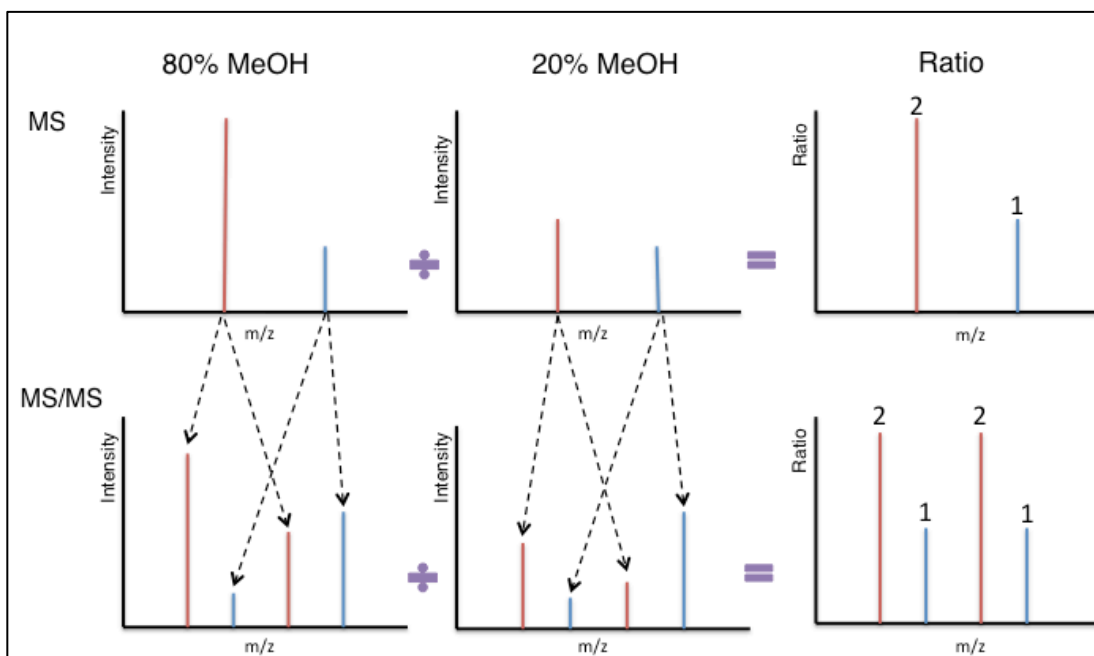 80% MeOH
20% MeOH
Ratio
MS
Intensity
m/z
÷
Intensity
m/z
=
Ratio
2
1
m/z
MS/MS
Intensity
m/z
÷
Intensity
m/z
=
Ratio
2
1
2
1
m/z